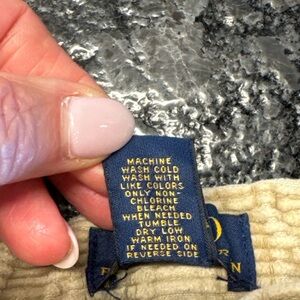 MACHINE
WASH COLD
WASH WITH
LIKE COLORS
ONLY NON-
CHLORINE
BLEACH
WHEN NEEDED
TUMBLE
DRY LOW
WARM IRON
IF NEEDED ON
REVERSE SIDE